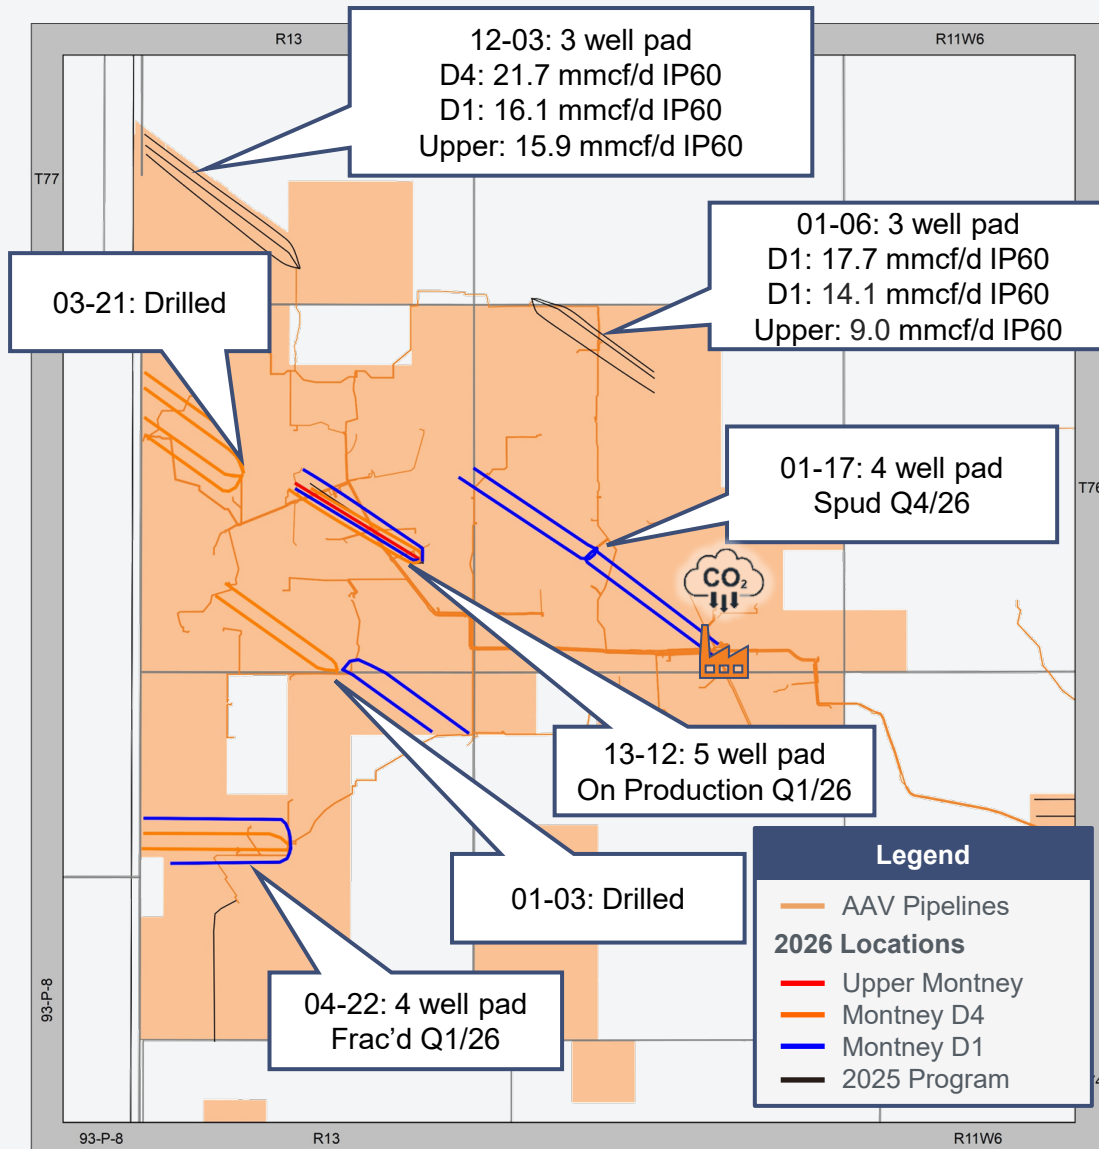 R13
R11W6
12-03: 3 well pad
D4: 21.7 mmcf/d IP60
D1: 16.1 mmcf/d IP60
Upper: 15.9 mmcf/d IP60
T77
01-06: 3 well pad
D1: 17.7 mmcf/d IP60
D1: 14.1 mmcf/d IP60
Upper: 9.0 mmcf/d IP60
03-21: Drilled
01-17: 4 well pad
Spud Q4/26
T76
CO2
13-12: 5 well pad
On Production Q1/26
01-03: Drilled
04-22: 4 well pad
Frac’d Q1/26
93-P-8
Legend
AAV Pipelines
2026 Locations
Upper Montney
Montney D4
Montney D1
2025 Program
93-P-8
R13
R11W6